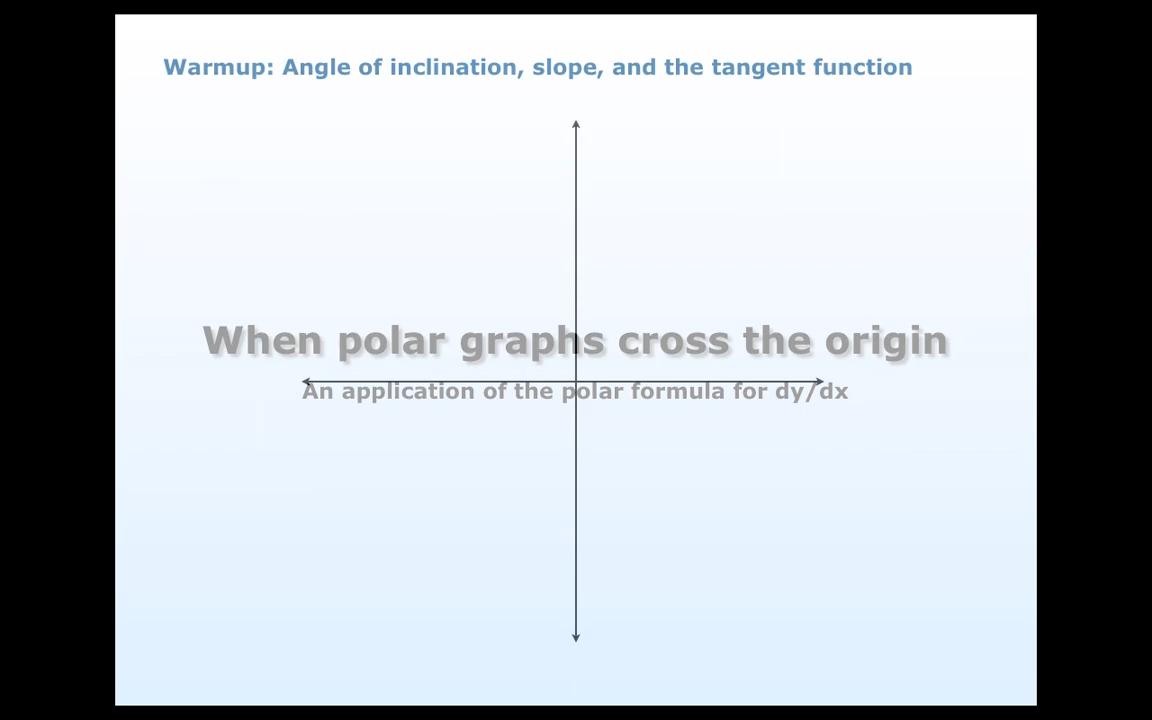 Warmup: Angle of inclination, slope, and the tangent function
When polar graphs cross the origin
An application of the polar formula for dy/dx